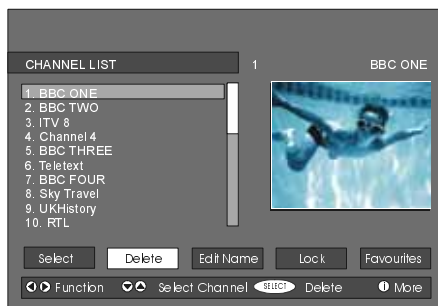 CHANNEL LIST 1 BBC ONE
1. BBC ONE
2. BBC TWO
3. ITV 8
4. Channel 4
5. BBC THREE
6. Teletext
7. BBC FOUR
8. Sky Travel
9. UKHistory
10. RTL
Select Delete Edit Name Lock Favourites
Function Select Channel SELECT Delete i More